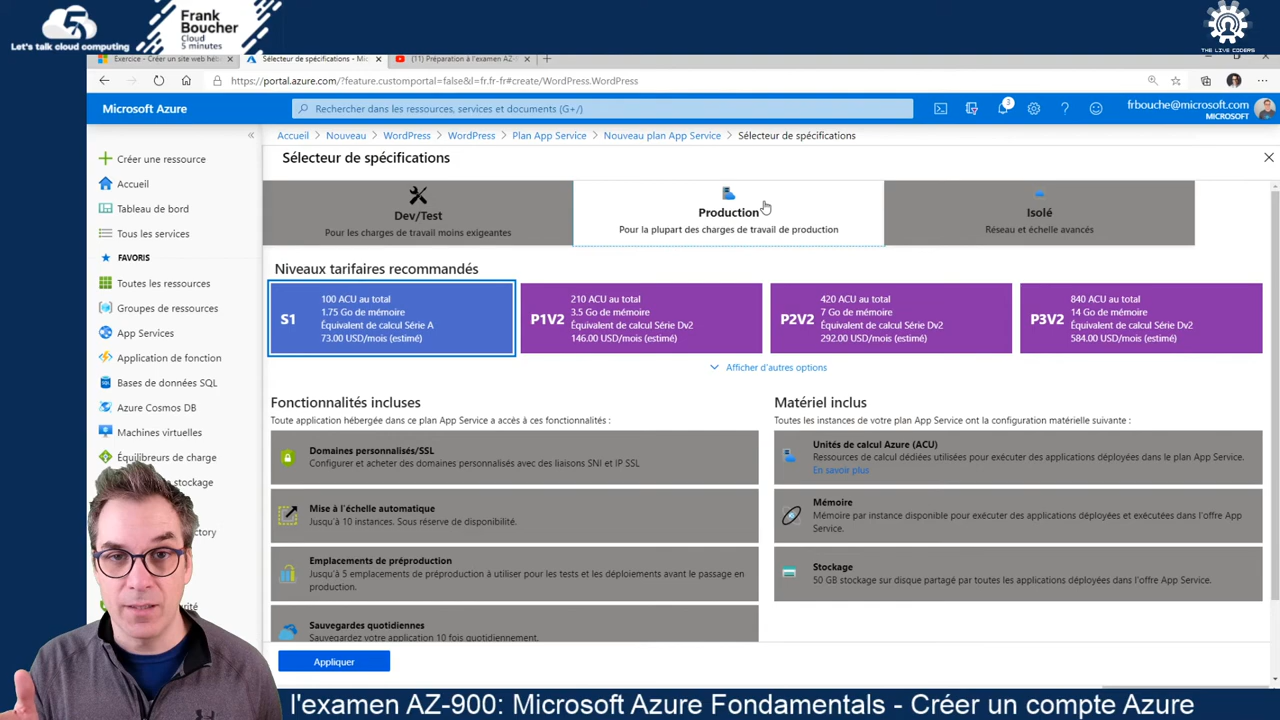 Let's talk cloud computing
5
Frank
Boucher
Cloud
5 minutes
THE LIVE CODERS
Exercice - Créer un site web héb
Sélecteur de spécifications - Mic
(11) Préparation à l'examen AZ-
https://portal.azure.com/?feature.customportal=false&l=fr.fr-fr#create/WordPress.WordPress
Microsoft Azure
Rechercher dans les ressources, services et documents (G+/)
3
frbouche@microsoft.com
MICROSOFT
Accueil > Nouveau > WordPress > WordPress > Plan App Service > Nouveau plan App Service > Sélecteur de spécifications
Créer une ressource
Accueil
Tableau de bord
Tous les services
FAVORIS
Toutes les ressources
Groupes de ressources
App Services
Application de fonction
Bases de données SQL
Azure Cosmos DB
Machines virtuelles
Équilibreurs de charge
stockage
rectory
Sélecteur de spécifications
Dev/Test
Pour les charges de travail moins exigeantes
Production
Pour la plupart des charges de travail de production
Isolé
Réseau et échelle avancés
Niveaux tarifaires recommandés
S1
100 ACU au total
1.75 Go de mémoire
Équivalent de calcul Série A
73.00 USD/mois (estimé)
P1V2
210 ACU au total
3.5 Go de mémoire
Équivalent de calcul Série Dv2
146.00 USD/mois (estimé)
P2V2
420 ACU au total
7 Go de mémoire
Équivalent de calcul Série Dv2
292.00 USD/mois (estimé)
P3V2
840 ACU au total
14 Go de mémoire
Équivalent de calcul Série Dv2
584.00 USD/mois (estimé)
Afficher d'autres options
Fonctionnalités incluses
Toute application hébergée dans ce plan App Service a accès à ces fonctionnalités :
Domaines personnalisés/SSL
Configurer et acheter des domaines personnalisés avec des liaisons SNI et IP SSL
Mise à l'échelle automatique
Jusqu'à 10 instances. Sous réserve de disponibilité.
Emplacements de préproduction
Jusqu'à 5 emplacements de préproduction à utiliser pour les tests et les déploiements avant le passage en
production.
Sauvegardes quotidiennes
Sauvegardez votre application 10 fois quotidiennement.
Matériel inclus
Toutes les instances de votre plan App Service ont la configuration matérielle suivante :
Unités de calcul Azure (ACU)
Ressources de calcul dédiées utilisées pour exécuter des applications déployées dans le plan App Service.
En savoir plus
Mémoire
Mémoire par instance disponible pour exécuter des applications déployées et exécutées dans l'offre App
Service.
Stockage
50 GB stockage sur disque partagé par toutes les applications déployées dans l'offre App Service.
Appliquer
l'examen AZ-900: Microsoft Azure Fondamentals - Créer un compte Azure